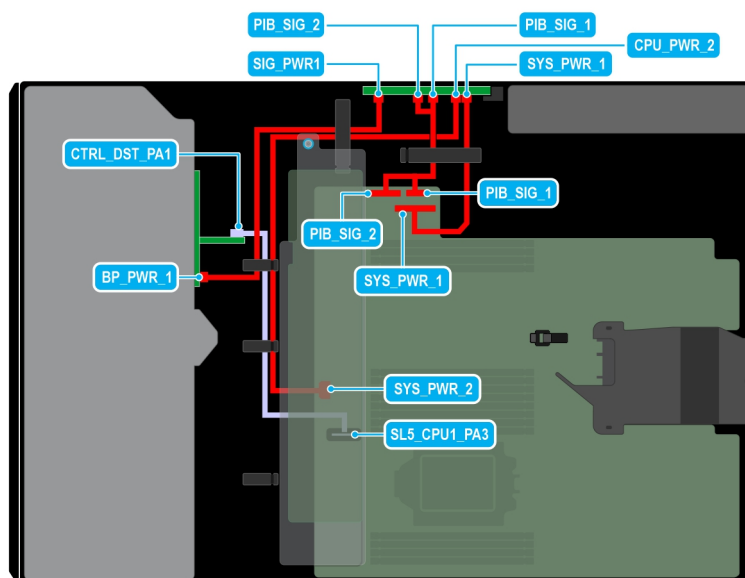 PIB_SIG_2
PIB_SIG_1
CPU_PWR_2
SIG_PWR1
SYS_PWR_1
CTRL_DST_PA1
PIB_SIG_1
PIB_SIG_2
BP_PWR_1
SYS_PWR_1
SYS_PWR_2
SL5_CPU1_PA3